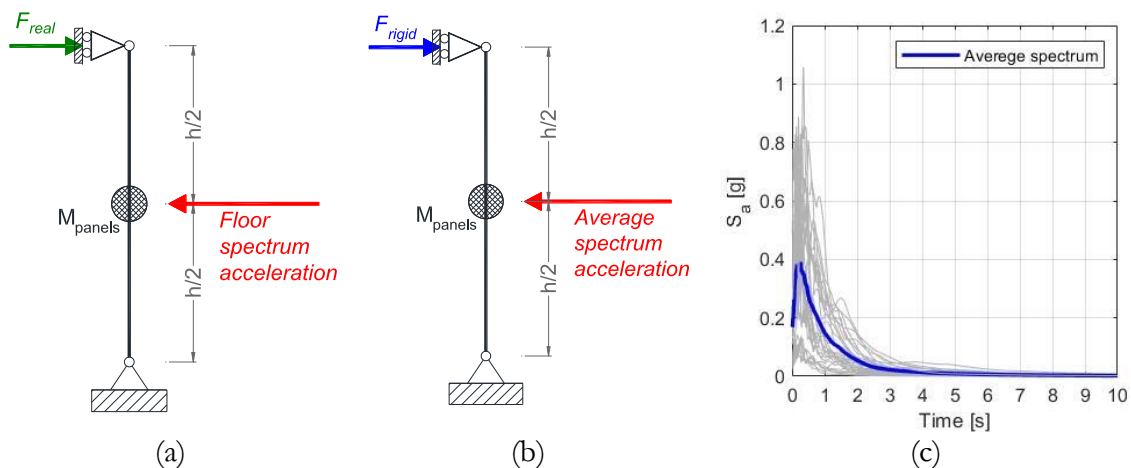 F_real
h/2
M_panels
Floor
spectrum
acceleration
h/2
(a)
F_rigid
h/2
M_panels
Average
spectrum
acceleration
h/2
(b)
1.2
1
0.8
0.6
0.4
0.2
0
S_a [g]
Averege spectrum
0 1 2 3 4 5 6 7 8 9 10
Time [s]
(c)